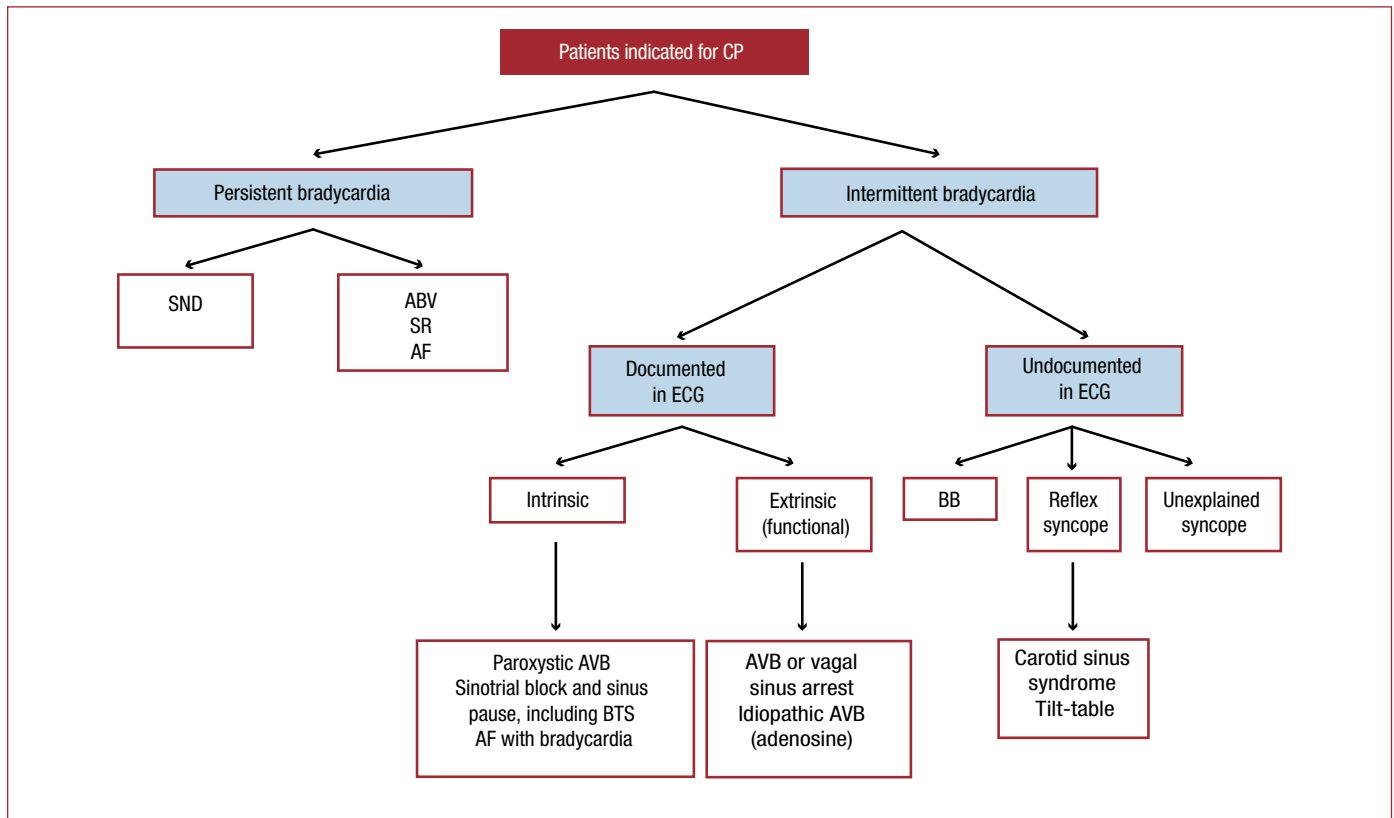 Patients indicated for CP
Persistent bradycardia
Intermittent bradycardia
SND
ABV
SR
AF
Documented
in ECG
Undocumented
in ECG
Intrinsic
Extrinsic
(functional)
BB
Reflex
syncope
Unexplained
syncope
Paroxystic AVB
Sinotrial block and sinus
pause, including BTS
AF with bradycardia
AVB or vagal
sinus arrest
Idiopathic AVB
(adenosine)
Carotid sinus
syndrome
Tilt-table